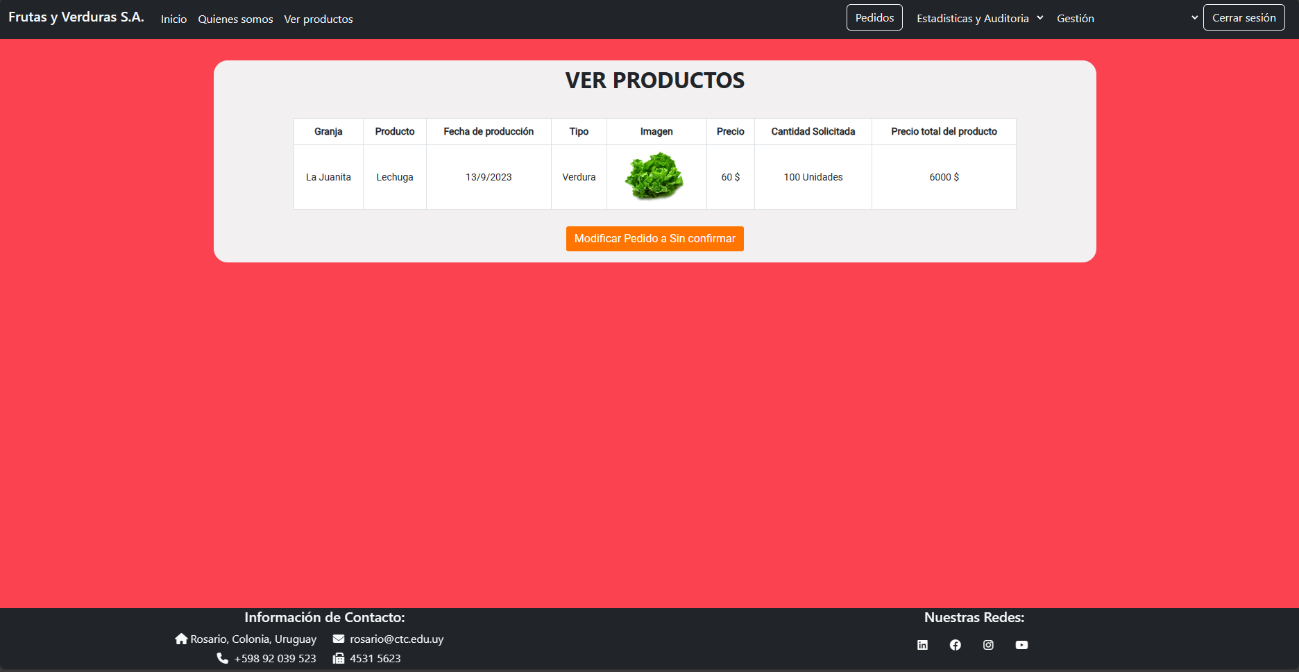 Frutas y Verduras S.A. Inicio Quienes somos Ver productos Pedidos Estadisticas y Auditoria Gestión Cerrar sesión
VER PRODUCTOS
Granja Producto Fecha de producción Tipo Imagen Precio Cantidad Solicitada Precio total del producto
La Juanita Lechuga 13/9/2023 Verdura 60 $ 100 Unidades 6000 $
Modificar Pedido a Sin confirmar
Información de Contacto: Nuestras Redes:
Rosario, Colonia, Uruguay rosario@ctc.edu.uy
+598 92 039 523 4531 5623